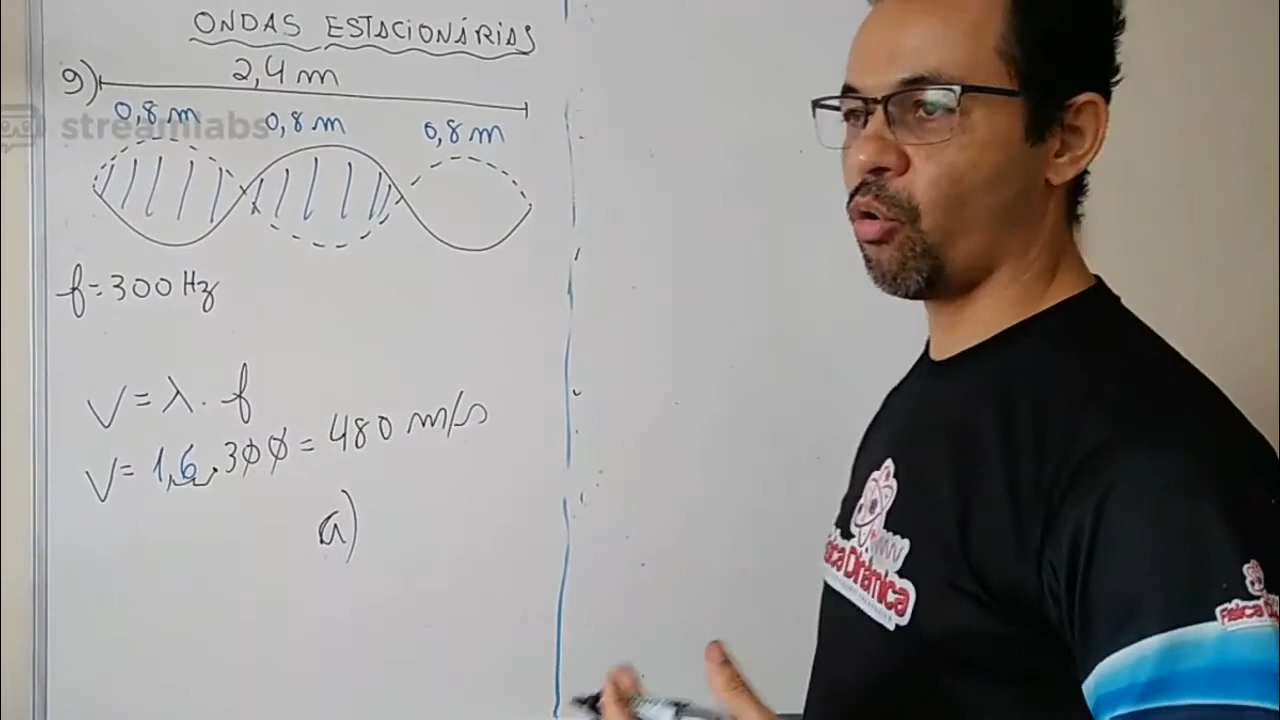 ONDAS ESTACIONÁRIAS
9) 2,4 m
0,8 m 0,8 m 0,8 m
streamlabs
f = 300 Hz
V = λ . f
V = 1,6 . 300 = 480 m/s
a)
Física Dinâmica